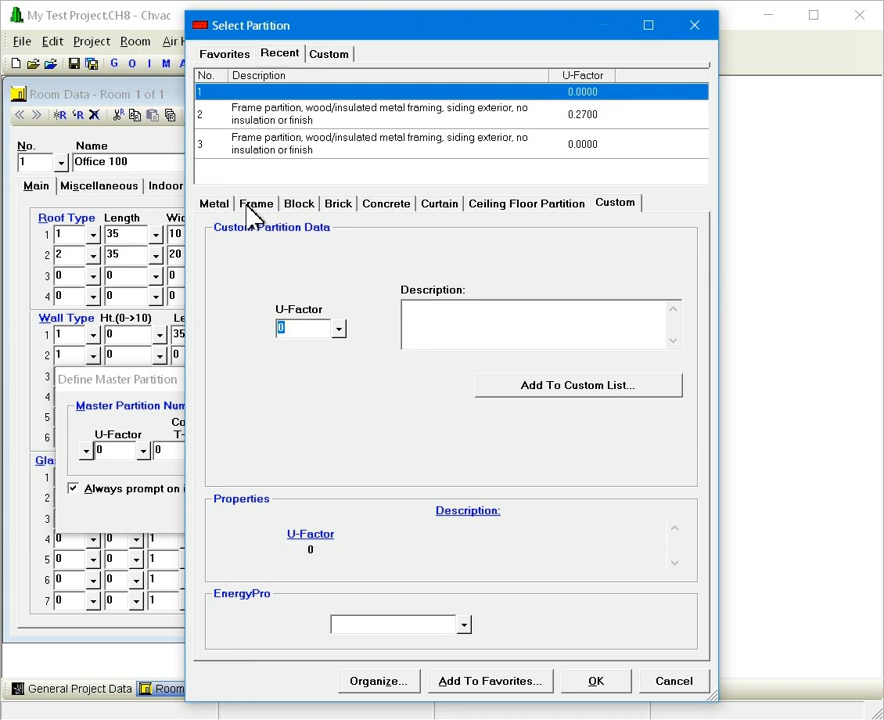 My Test Project.CH8 - Chvac
File Edit Project Room Air H
G O I M A
Room Data - Room 1 of 1
No. Name
1 Office 100
Main Miscellaneous Indoor
Roof Type Length Wid
1 1 35 10
2 2 35 20
3 0 0 0
4 0 0 0
Wall Type Ht.(0->10) Le
1 1 0 35
2 1 0 0
3
4
5
6
Define Master Partition
Master Partition Num
Co
U-Factor T-
0 0
Always prompt on i
Gla
1
2
3
4 0 0 1
5 0 0 1
6 0 0 1
7 0 0 1
General Project Data Room
Select Partition
Favorites Recent Custom
No. Description U-Factor
1 0.0000
2 Frame partition, wood/insulated metal framing, siding exterior, no insulation or finish 0.2700
3 Frame partition, wood/insulated metal framing, siding exterior, no insulation or finish 0.0000
Metal Frame Block Brick Concrete Curtain Ceiling Floor Partition Custom
Custom Partition Data
Description:
U-Factor
0
Add To Custom List...
Properties
Description:
U-Factor
0
EnergyPro
Organize... Add To Favorites... OK Cancel